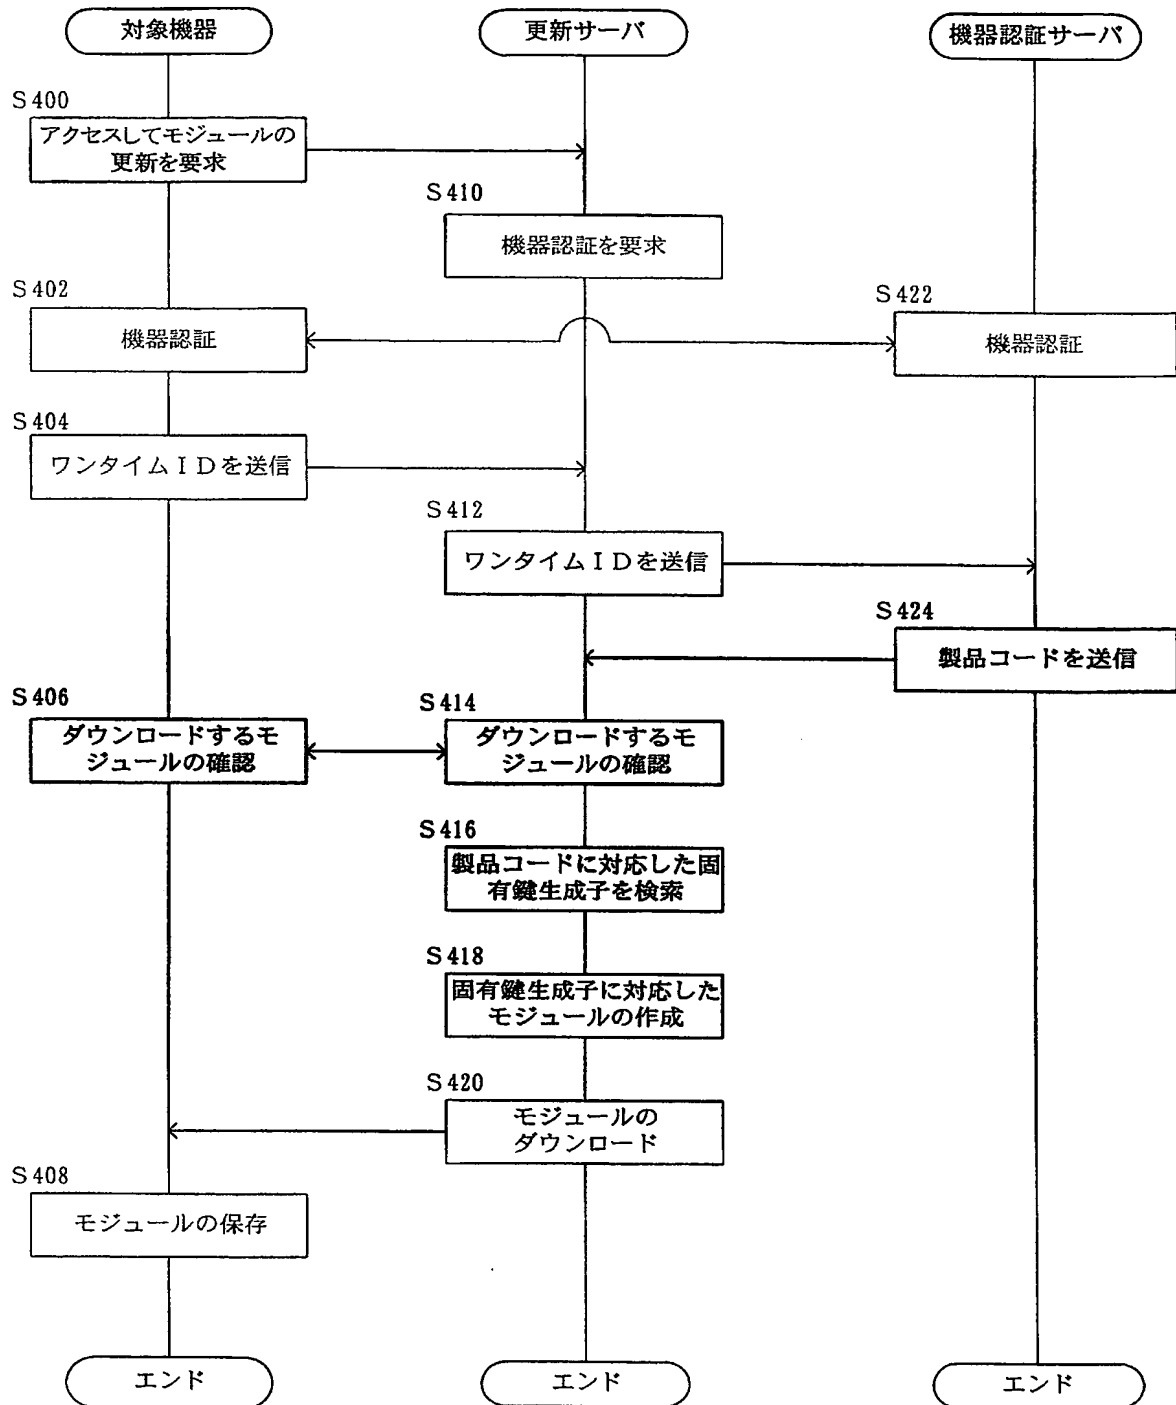 対象機器
更新サーバ
機器認証サーバ
S400
アクセスしてモジュールの
更新を要求
S410
機器認証を要求
S402
機器認証
S422
機器認証
S404
ワンタイムIDを送信
S412
ワンタイムIDを送信
S424
製品コードを送信
S406
ダウンロードするモ
ジュールの確認
S414
ダウンロードするモ
ジュールの確認
S416
製品コードに対応した固
有鍵生成子を検索
S418
固有鍵生成子に対応した
モジュールの作成
S420
モジュールの
ダウンロード
S408
モジュールの保存
エンド
エンド
エンド